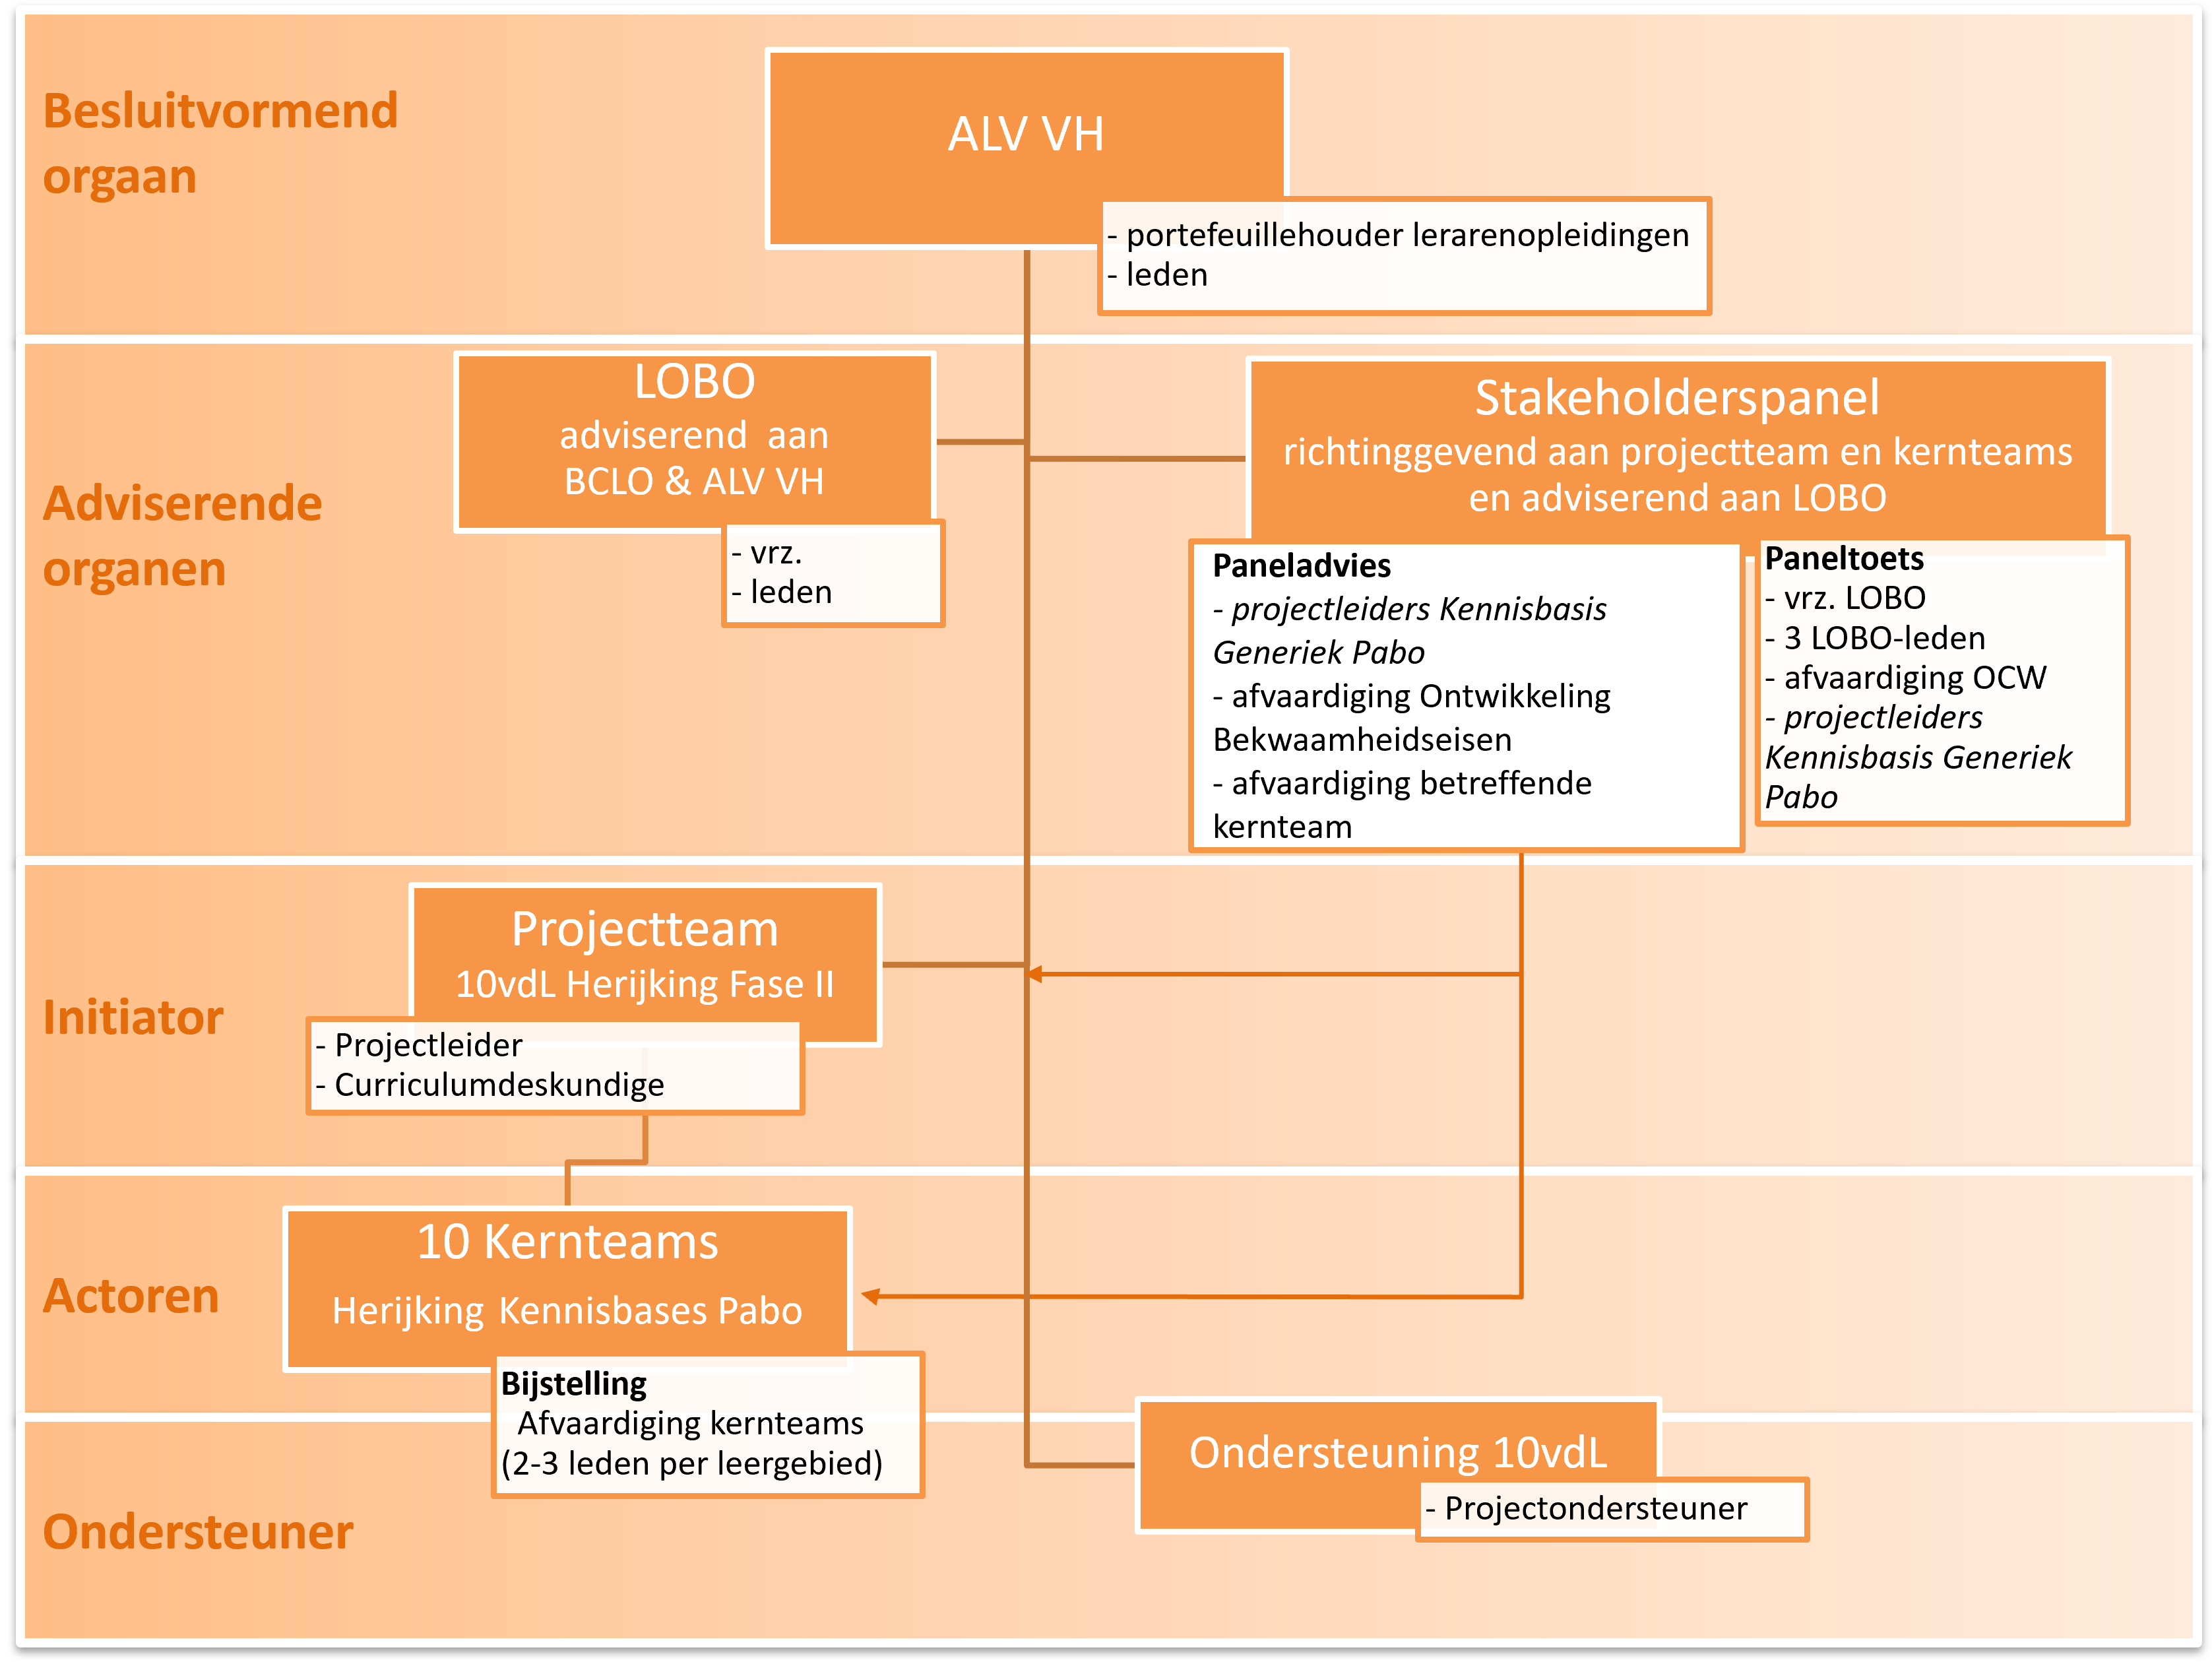 Besluitvormend
orgaan
ALV VH
- portefeuillehouder lerarenopleidingen
- leden
Adviserende
organen
LOBO
adviserend aan
BCLO & ALV VH
- vrz.
- leden
Stakeholderspanel
richtinggevend aan projectteam en kernteams
en adviserend aan LOBO
Paneladvies
- projectleiders Kennisbasis
Generiek Pabo
- afvaardiging Ontwikkeling
Bekwaamheidseisen
- afvaardiging betreffende
kernteam
Paneltoets
- vrz. LOBO
- 3 LOBO-leden
- afvaardiging OCW
- projectleiders
Kennisbasis Generiek
Pabo
Initiator
Projectteam
10vdL Herijking Fase II
- Projectleider
- Curriculumdeskundige
Actoren
10 Kernteams
Herijking Kennisbases Pabo
Bijstelling
Afvaardiging kernteams
(2-3 leden per leergebied)
Ondersteuner
Ondersteuning 10vdL
- Projectondersteuner